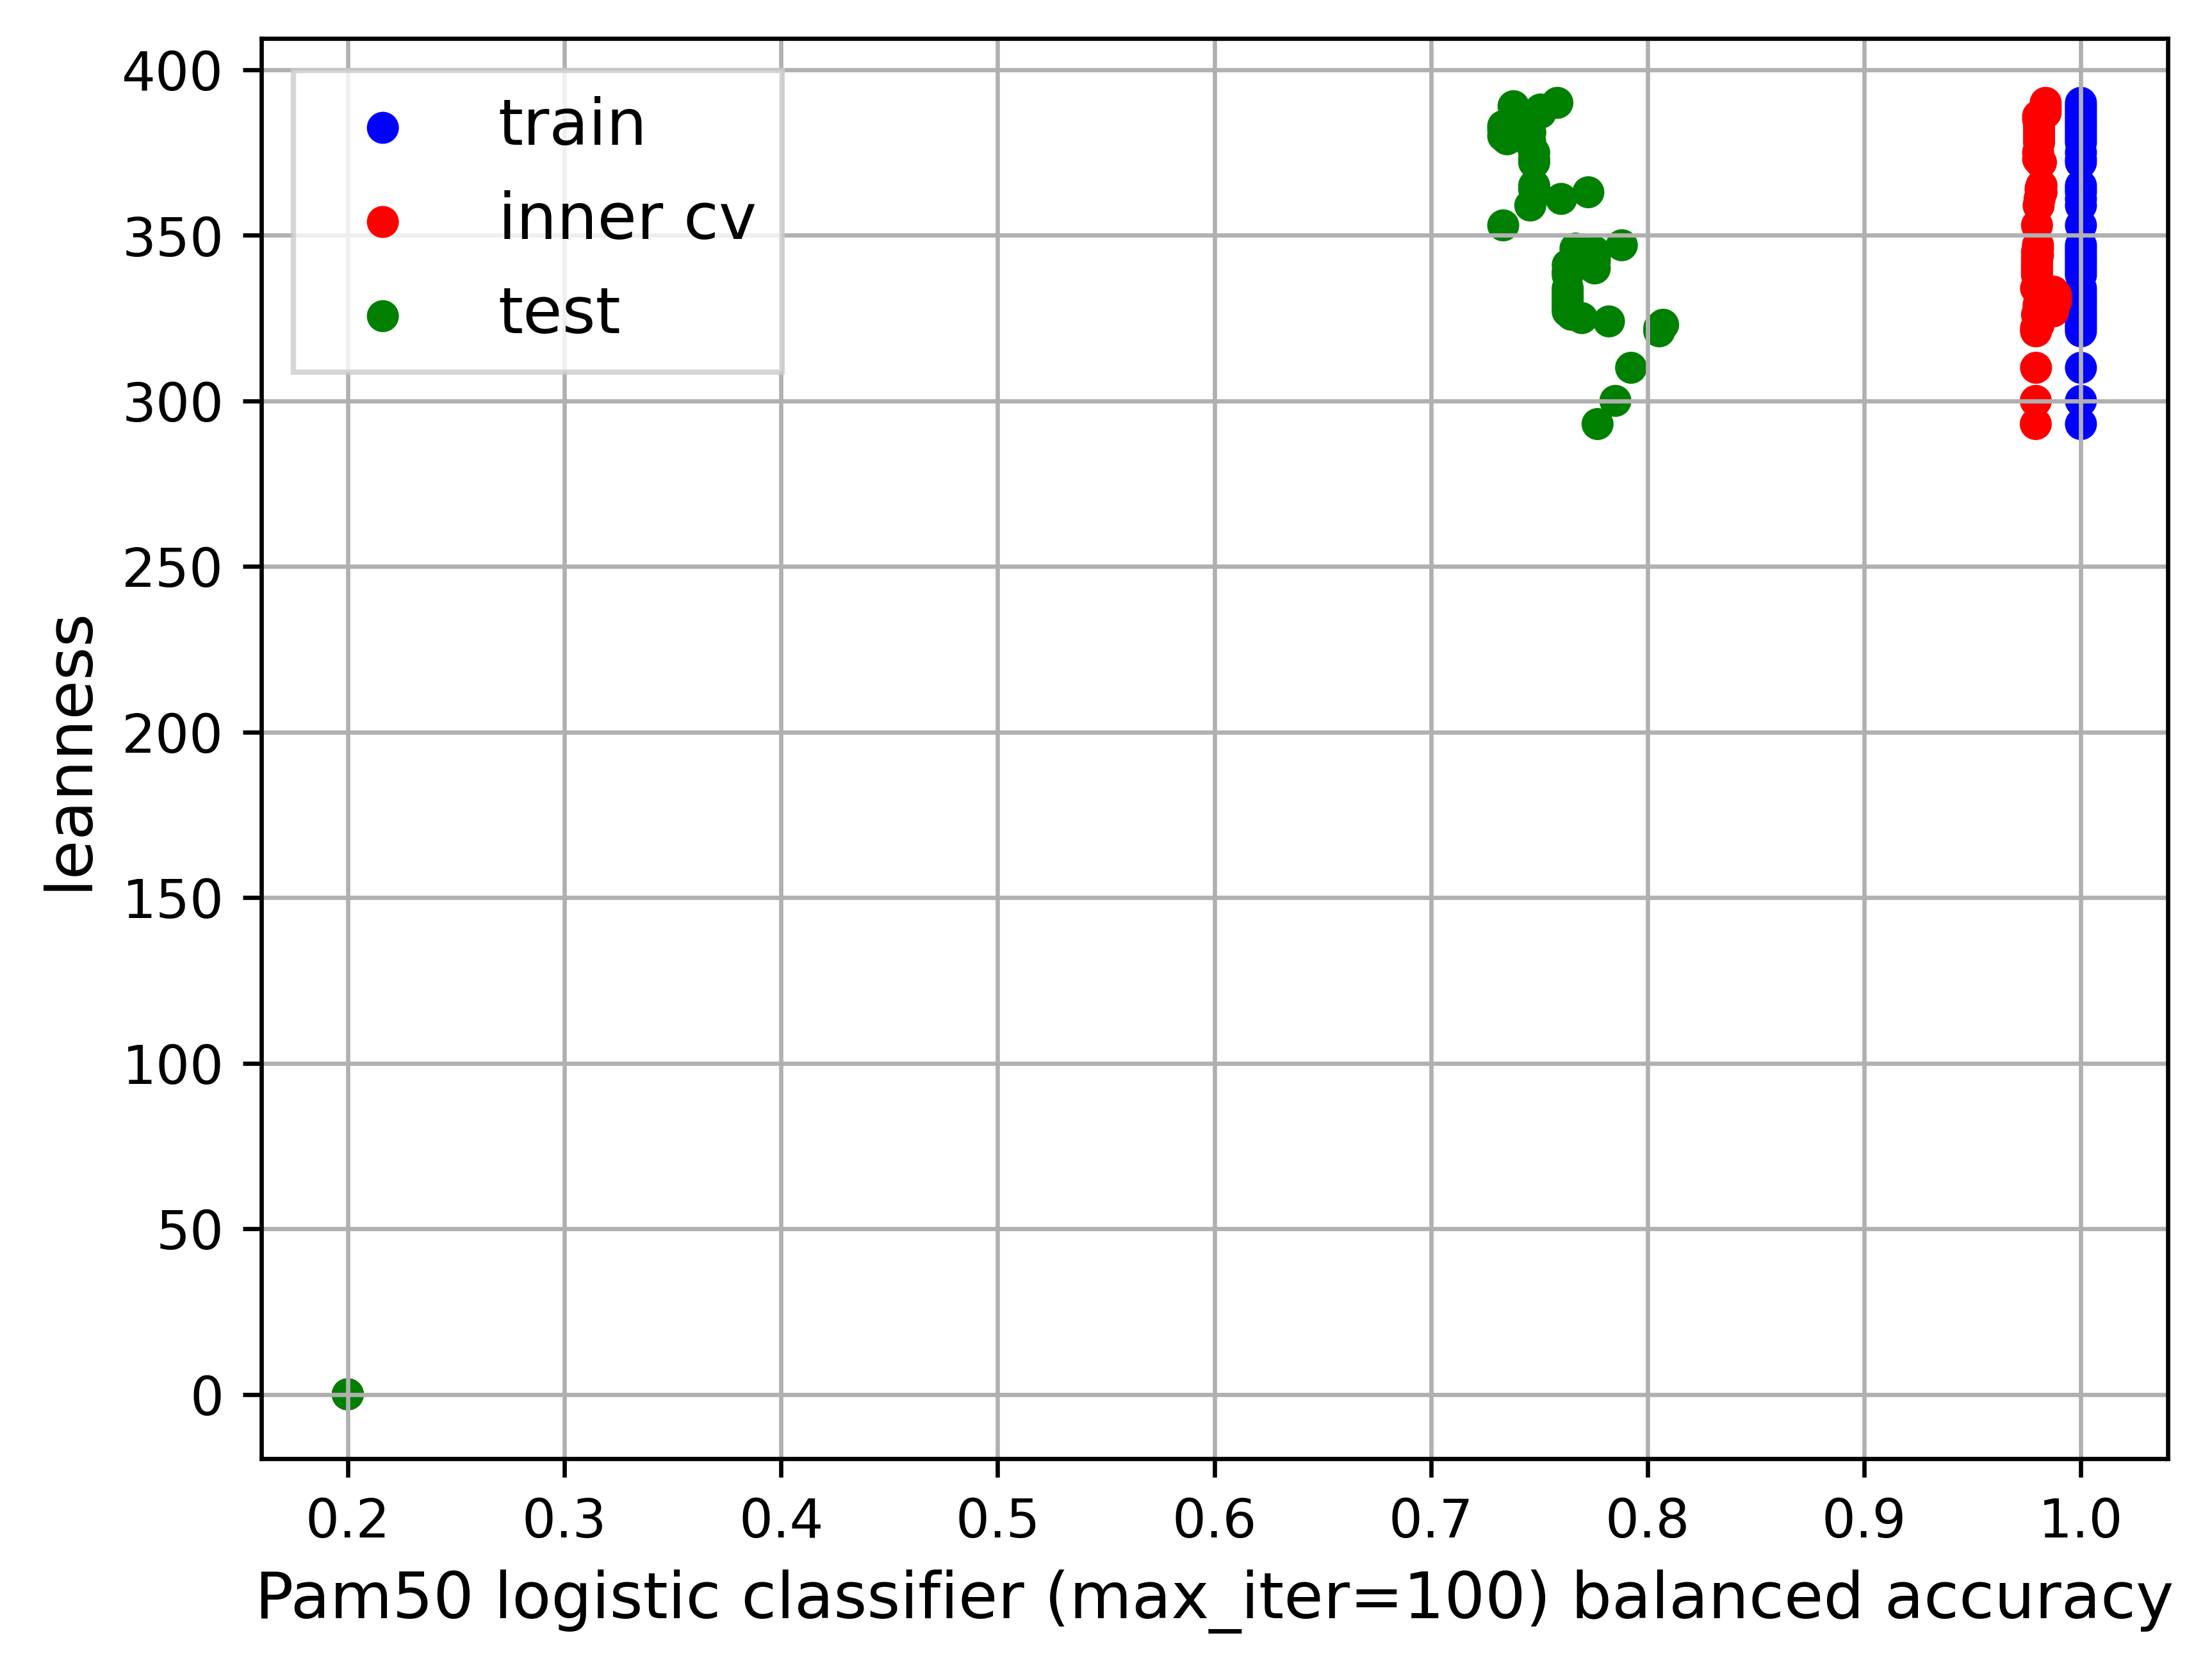 train
inner cv
test
400
350
300
250
200
150
100
50
0
leanness
0.2 0.3 0.4 0.5 0.6 0.7 0.8 0.9 1.0
Pam50 logistic classifier (max_iter=100) balanced accuracy